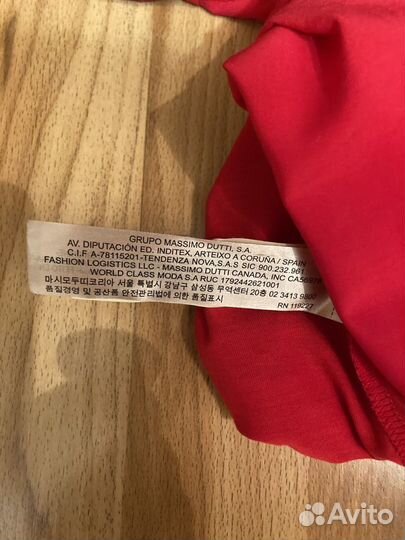 GRUPO MASSIMO DUTTI, S.A.
AV. DIPUTACIÓN ED. INDITEX, ARTEIXO A CORUÑA / SPAIN
C.I.F A-78115201-TENDENZA NOVA,S.A.S SIC 900.232.961
FASHION LOGISTICS LLC - MASSIMO DUTTI CANADA, INC
WORLD CLASS MODA S.A RUC 1792442621001
마시모두띠코리아 서울 특별시 강남구 삼성동 무역센터 20층 02 3413 9800
품질경영 및 공산품 안전관리법에 의한 품질표시
RN 119227
Avito